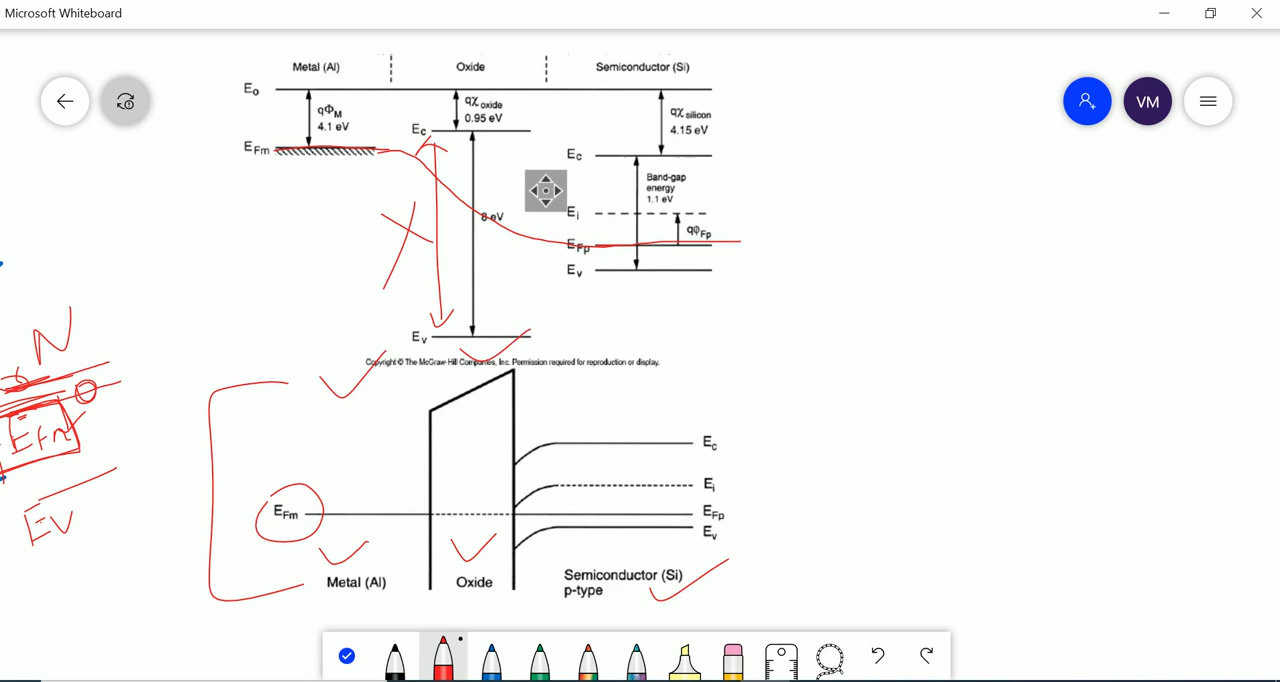 Microsoft Whiteboard
VM
Metal (Al) Oxide Semiconductor (Si)
Eo
qΦM
4.1 eV
qχoxide
0.95 eV
qχsilicon
4.15 eV
Ec
EFm
Ec
Band-gap
energy
1.1 eV
Ei
8 eV
qφFp
EFp
Ev
Ev
Copyright © The McGraw-Hill Companies, Inc. Permission required for reproduction or display.
N
EFn
Ev
Ec
Ei
EFm
EFp
Ev
Metal (Al) Oxide Semiconductor (Si)
p-type